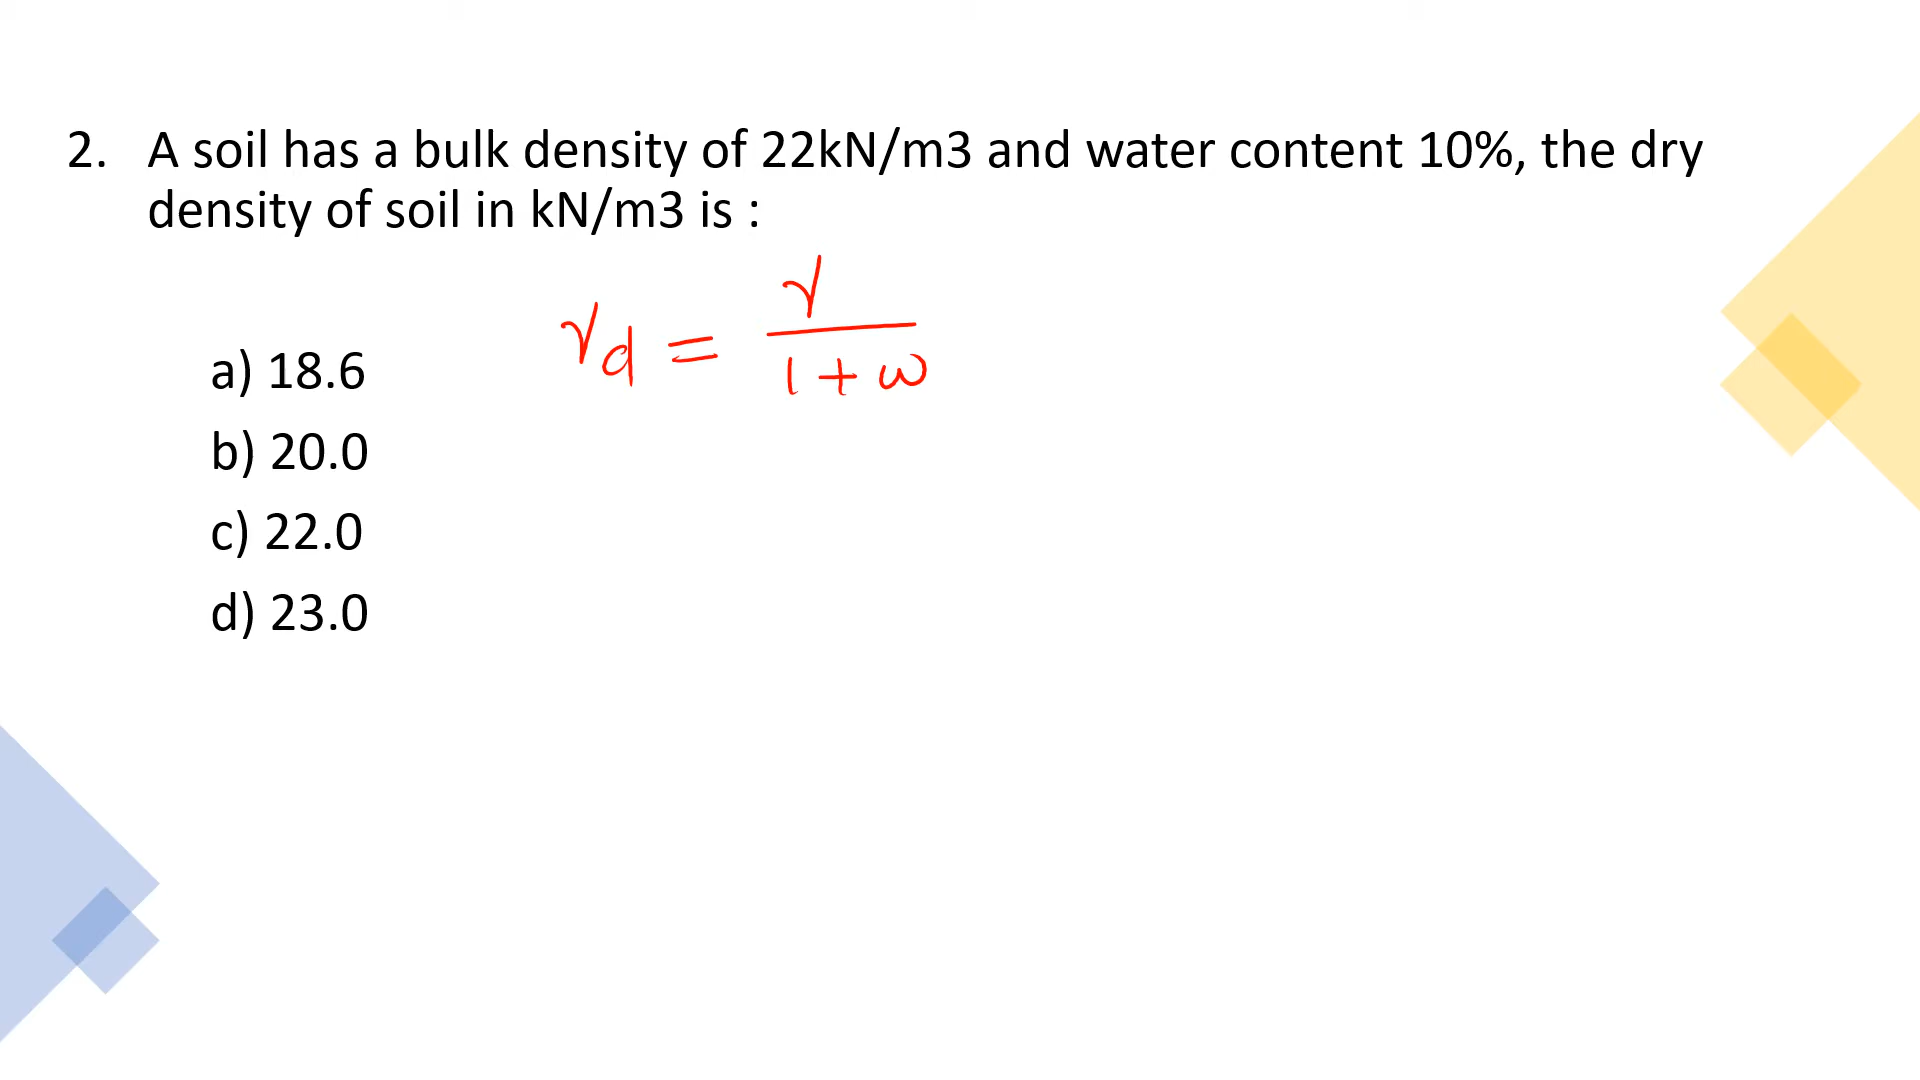 2. A soil has a bulk density of 22kN/m3 and water content 10%, the dry
density of soil in kN/m3 is :
γd = γ / 1 + ω
a) 18.6
b) 20.0
c) 22.0
d) 23.0